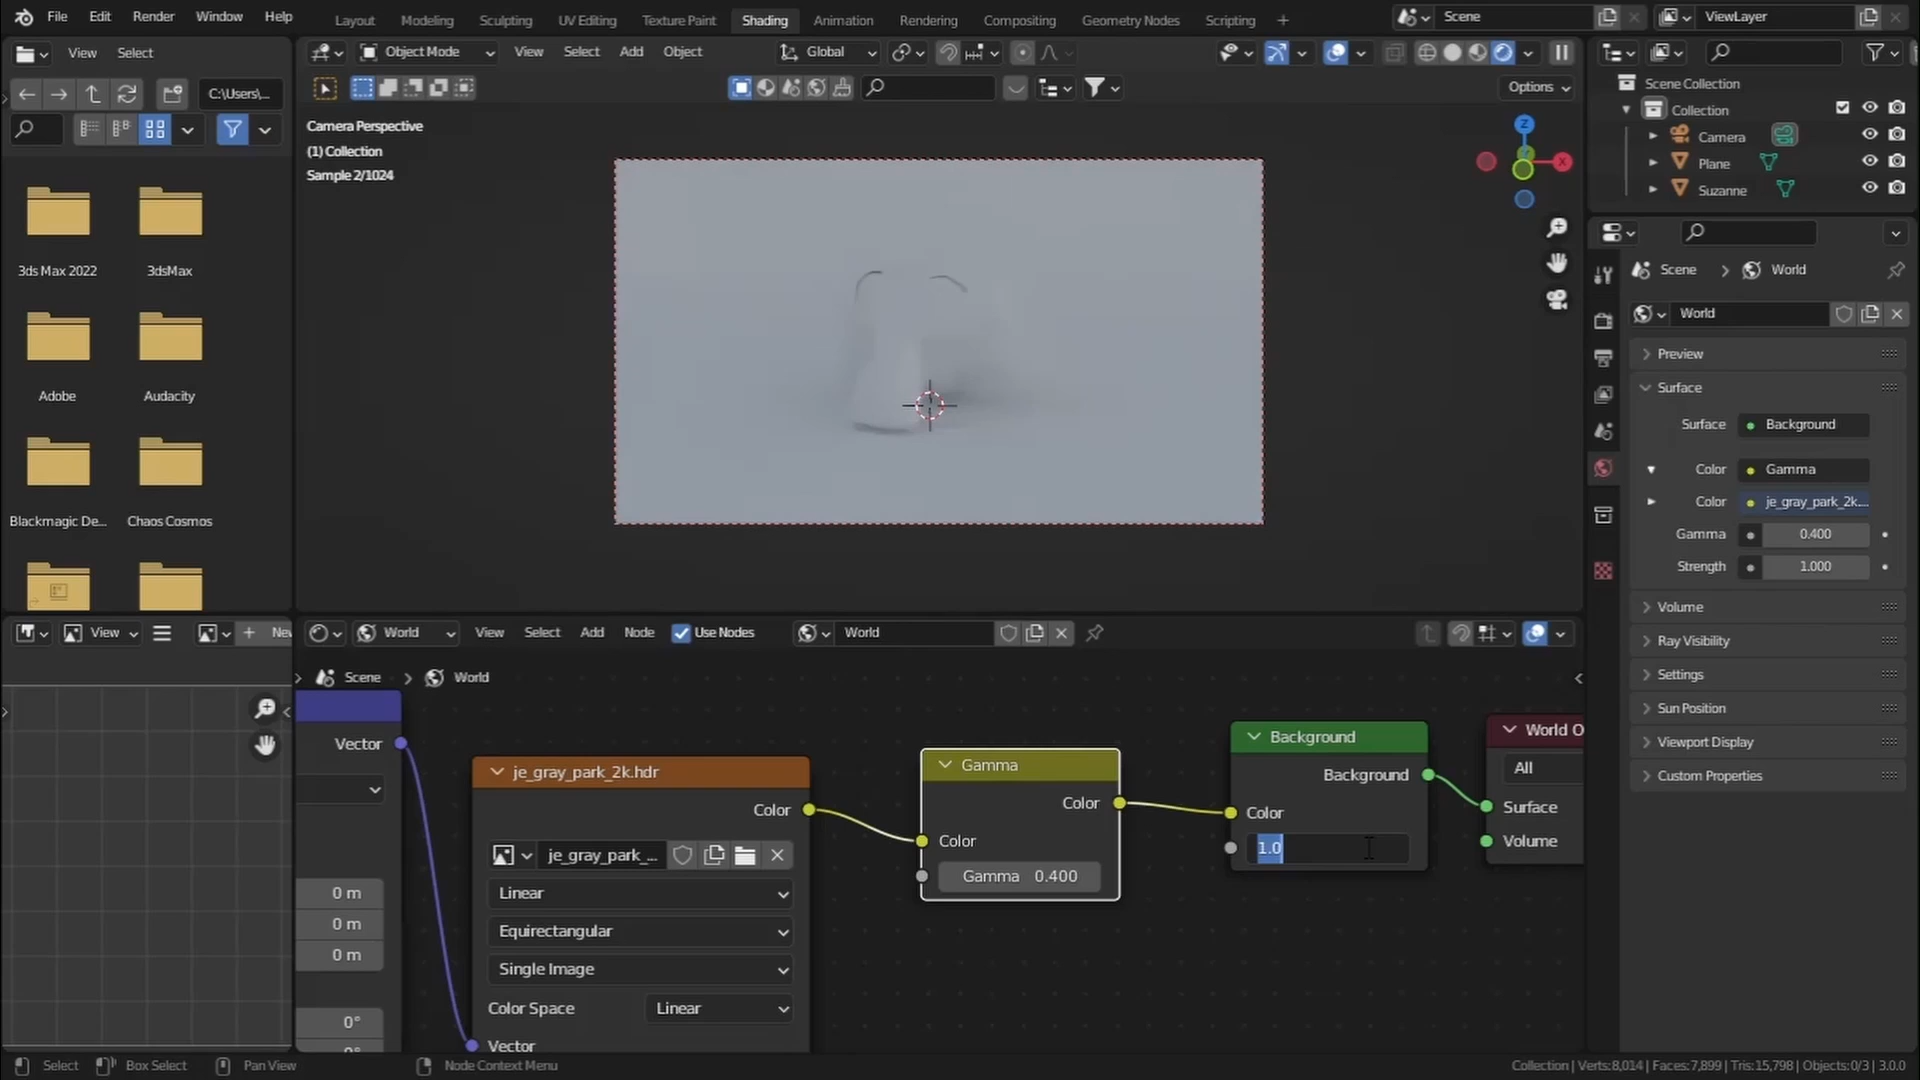 File Edit Render Window Help
Layout Modeling Sculpting UV Editing Texture Paint Shading Animation Rendering Compositing Geometry Nodes Scripting +
Scene
ViewLayer
View Select
Object Mode View Select Add Object
Global
C:\Users\...
Options
Camera Perspective
(1) Collection
Sample 2/1024
Z
X
3ds Max 2022
3dsMax
Adobe
Audacity
Blackmagic De...
Chaos Cosmos
Scene Collection
Collection
Camera
Plane
Suzanne
Scene > World
World
Preview
Surface
Surface Background
Color Gamma
Color je_gray_park_2k....
Gamma 0.400
Strength 1.000
Volume
Ray Visibility
Settings
Sun Position
Viewport Display
Custom Properties
View
World View Select Add Node Use Nodes World
Scene > World
Vector
0 m
0 m
0 m
0°
je_gray_park_2k.hdr
Color
je_gray_park_...
Linear
Equirectangular
Single Image
Color Space Linear
Vector
Gamma
Color
Color
Gamma 0.400
Background
Background
Color
1.0
World O
All
Surface
Volume
Select Box Select Pan View Node Context Menu
Collection | Verts:8,014 | Faces:7,899 | Tris:15,798 | Objects:0/3 | 3.0.0